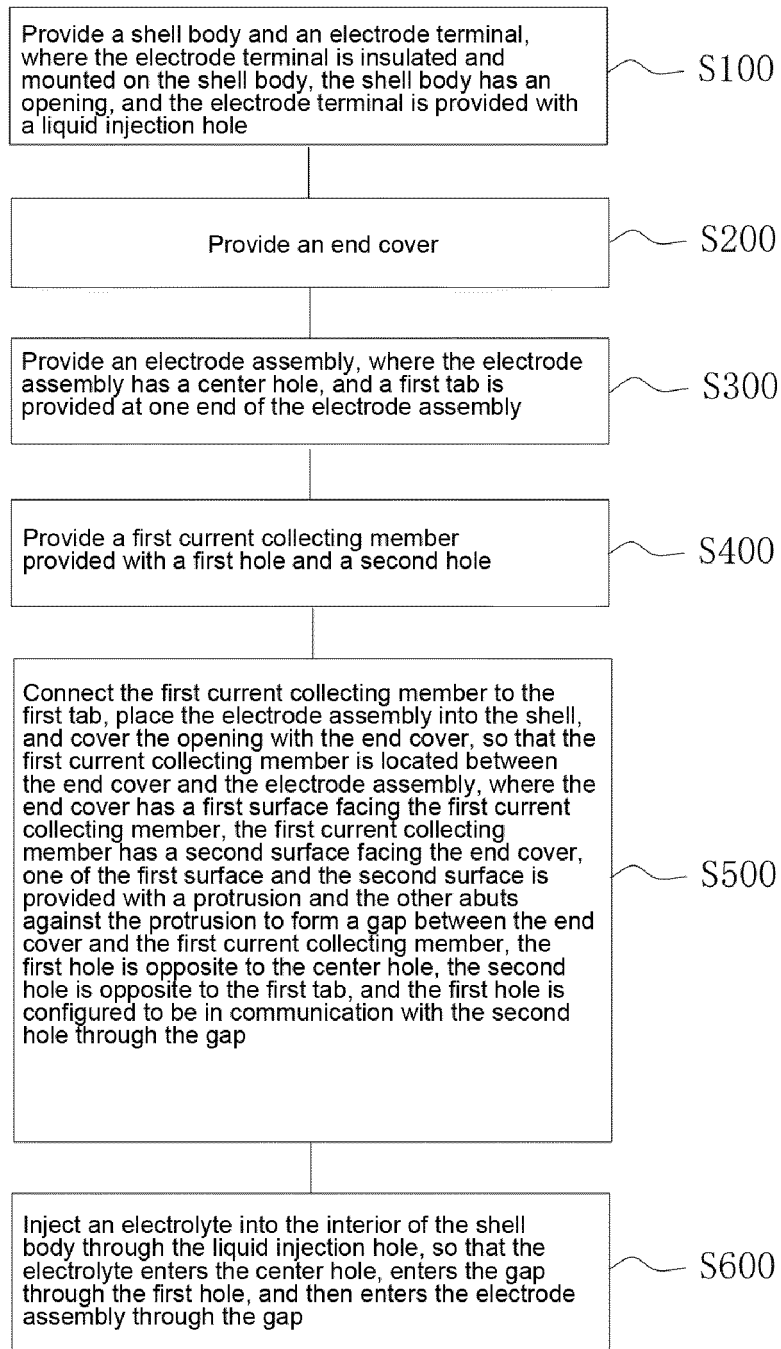 Provide a shell body and an electrode terminal,
where the electrode terminal is insulated and
mounted on the shell body, the shell body has an
opening, and the electrode terminal is provided with
a liquid injection hole
S100
Provide an end cover
S200
Provide an electrode assembly, where the electrode
assembly has a center hole, and a first tab is
provided at one end of the electrode assembly
S300
Provide a first current collecting member
provided with a first hole and a second hole
S400
Connect the first current collecting member to the
first tab, place the electrode assembly into the shell,
and cover the opening with the end cover, so that the
first current collecting member is located between
the end cover and the electrode assembly, where the
end cover has a first surface facing the first current
collecting member, the first current collecting
member has a second surface facing the end cover,
one of the first surface and the second surface is
provided with a protrusion and the other abuts
against the protrusion to form a gap between the end
cover and the first current collecting member, the
first hole is opposite to the center hole, the second
hole is opposite to the first tab, and the first hole is
configured to be in communication with the second
hole through the gap
S500
Inject an electrolyte into the interior of the shell
body through the liquid injection hole, so that the
electrolyte enters the center hole, enters the gap
through the first hole, and then enters the electrode
assembly through the gap
S600